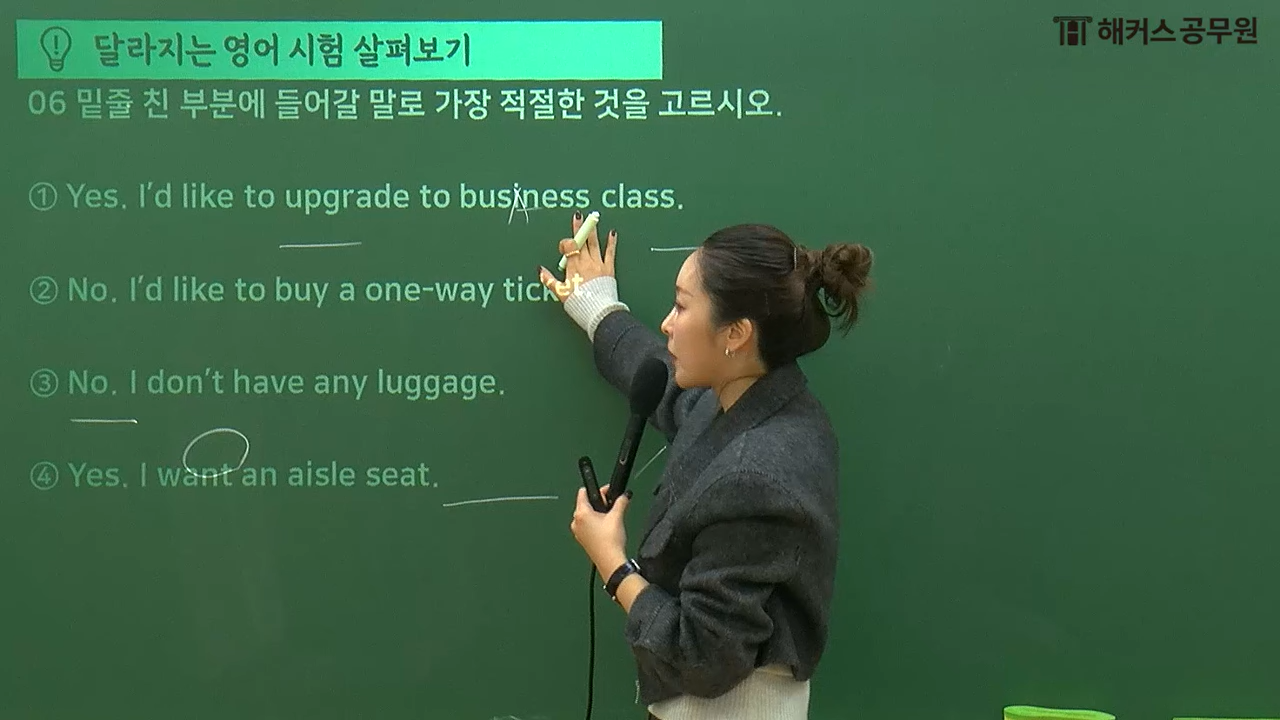 해커스공무원
달라지는 영어 시험 살펴보기
06 밑줄 친 부분에 들어갈 말로 가장 적절한 것을 고르시오.
① Yes. I'd like to upgrade to business class.
② No. I'd like to buy a one-way ticket
③ No. I don't have any luggage.
④ Yes. I want an aisle seat.